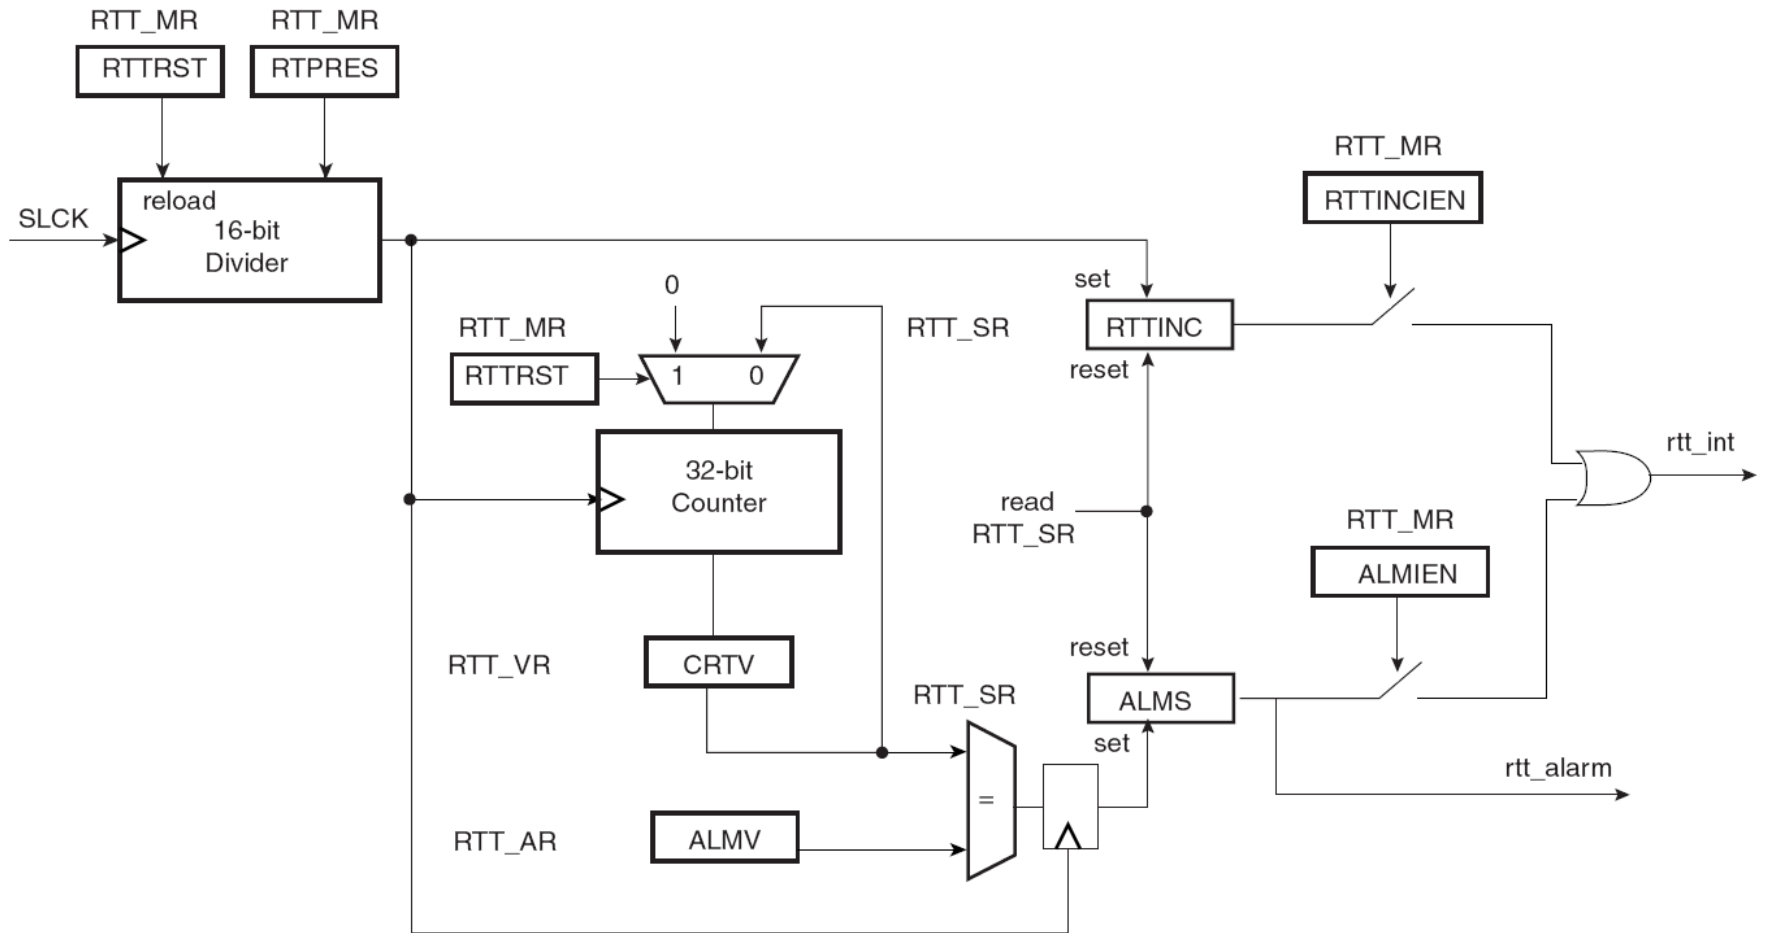 RTT_MR
RTT_MR
RTTRST
RTPRES
RTT_MR
reload
RTTINCIEN
SLCK
16-bit
Divider
0
set
RTT_MR
RTT_SR
RTTINC
RTTRST
1
0
reset
rtt_int
32-bit
Counter
read
RTT_SR
RTT_MR
ALMIEN
reset
RTT_VR
CRTV
RTT_SR
ALMS
set
rtt_alarm
=
RTT_AR
ALMV